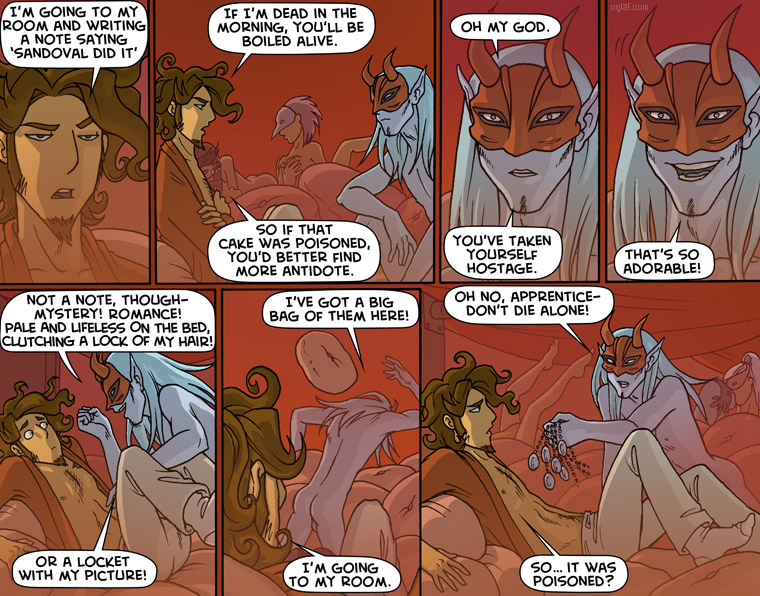 I'M GOING TO MY
ROOM AND WRITING
A NOTE SAYING
'SANDOVAL DID IT'
IF I'M DEAD IN THE
MORNING, YOU'LL BE
BOILED ALIVE.
SO IF THAT
CAKE WAS POISONED,
YOU'D BETTER FIND
MORE ANTIDOTE.
OH MY GOD.
YOU'VE TAKEN
YOURSELF
HOSTAGE.
oglaf.com
THAT'S SO
ADORABLE!
NOT A NOTE, THOUGH-
MYSTERY! ROMANCE!
PALE AND LIFELESS ON THE BED,
CLUTCHING A LOCK OF MY HAIR!
OR A LOCKET
WITH MY PICTURE!
I'VE GOT A BIG
BAG OF THEM HERE!
I'M GOING
TO MY ROOM.
OH NO, APPRENTICE-
DON'T DIE ALONE!
SO... IT WAS
POISONED?